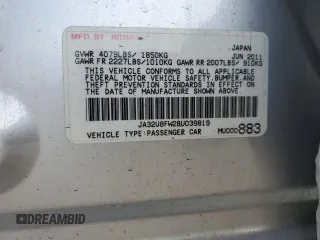 MFD. BY MITSUBISHI
JAPAN
GVWR 4079LBS/ 1850KG JUN 2011
GAWR FR 2227LBS/1010KG GAWR RR 2007LBS/ 910KG
THIS VEHICLE CONFORMS TO ALL APPLICABLE
FEDERAL MOTOR VEHICLE SAFETY, BUMPER, AND
THEFT PREVENTION STANDARDS IN EFFECT ON THE
DATE OF MANUFACTURE SHOWN ABOVE.
JA32U8FW2BU039819
VEHICLE TYPE:PASSENGER CAR
MU000883
DREAMBID